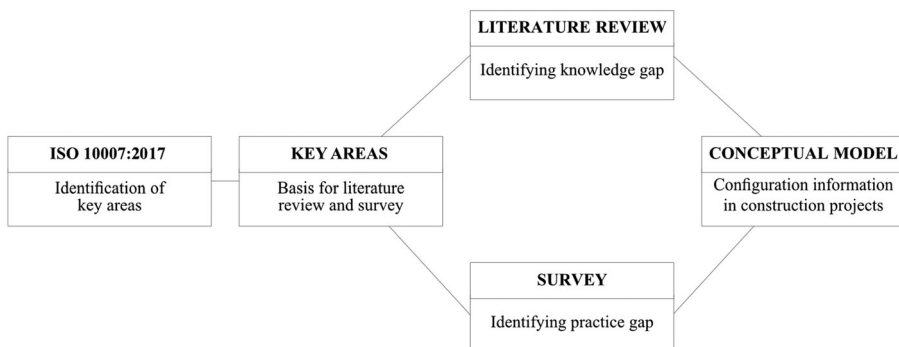 LITERATURE REVIEW
Identifying knowledge gap
ISO 10007:2017
Identification of
key areas
KEY AREAS
Basis for literature
review and survey
CONCEPTUAL MODEL
Configuration information
in construction projects
SURVEY
Identifying practice gap